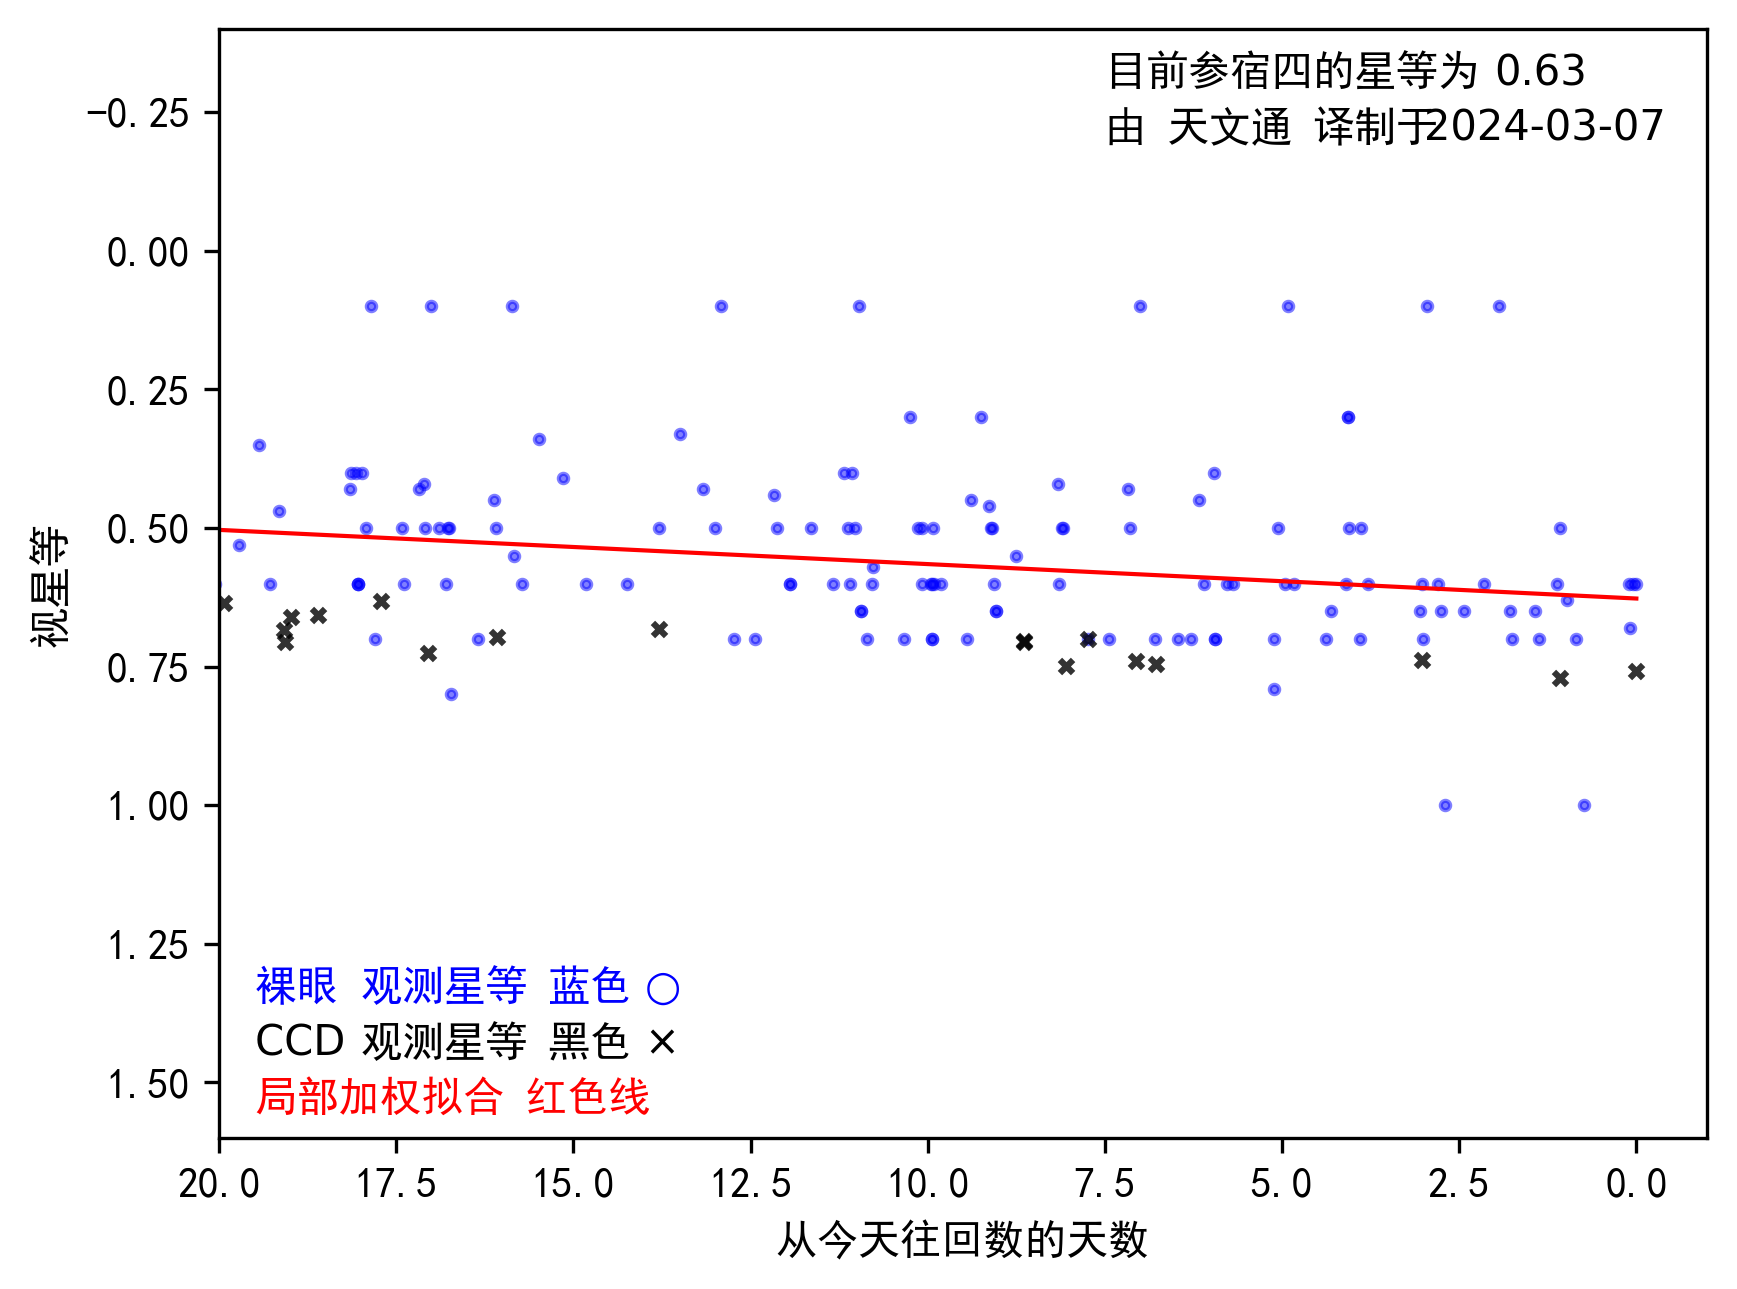 目前参宿四的星等为 0.63
由 天文通 译制于2024-03-07
−0.25
0.00
0.25
0.50
0.75
1.00
1.25
1.50
视星等
裸眼 观测星等 蓝色 ○
CCD 观测星等 黑色 ×
局部加权拟合 红色线
20.0 17.5 15.0 12.5 10.0 7.5 5.0 2.5 0.0
从今天往回数的天数